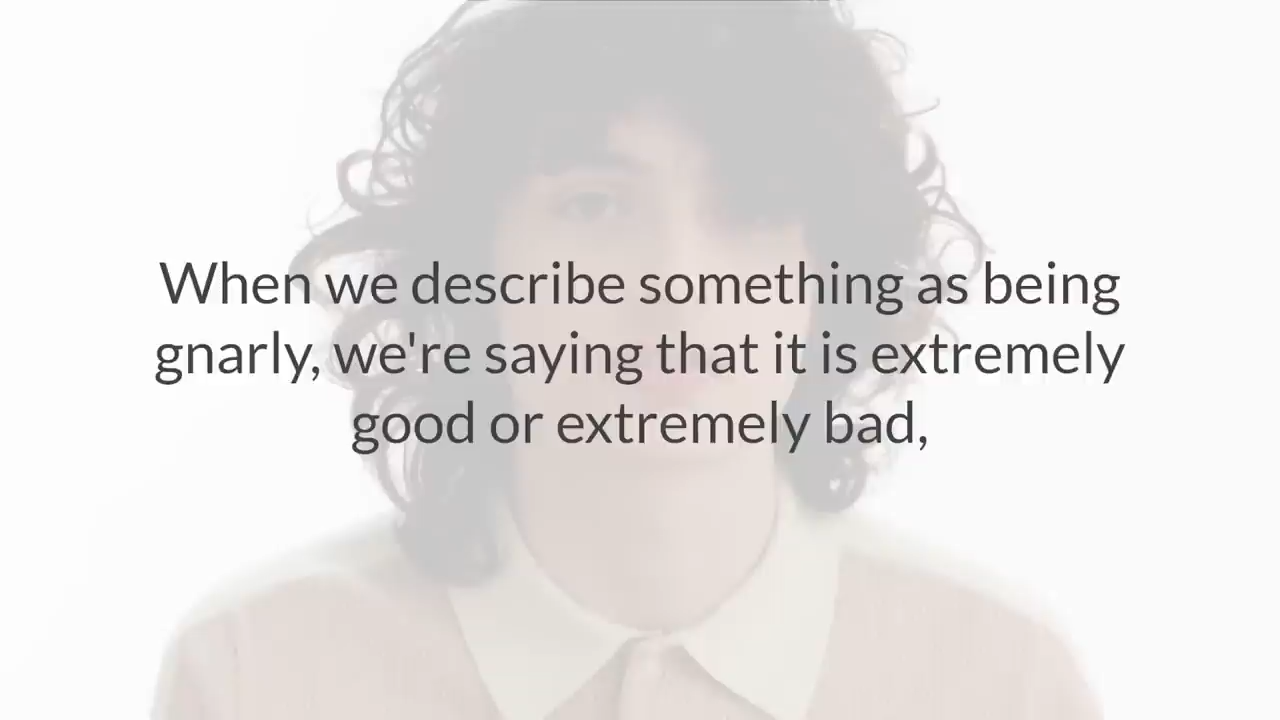 When we describe something as being
gnarly, we're saying that it is extremely
good or extremely bad,